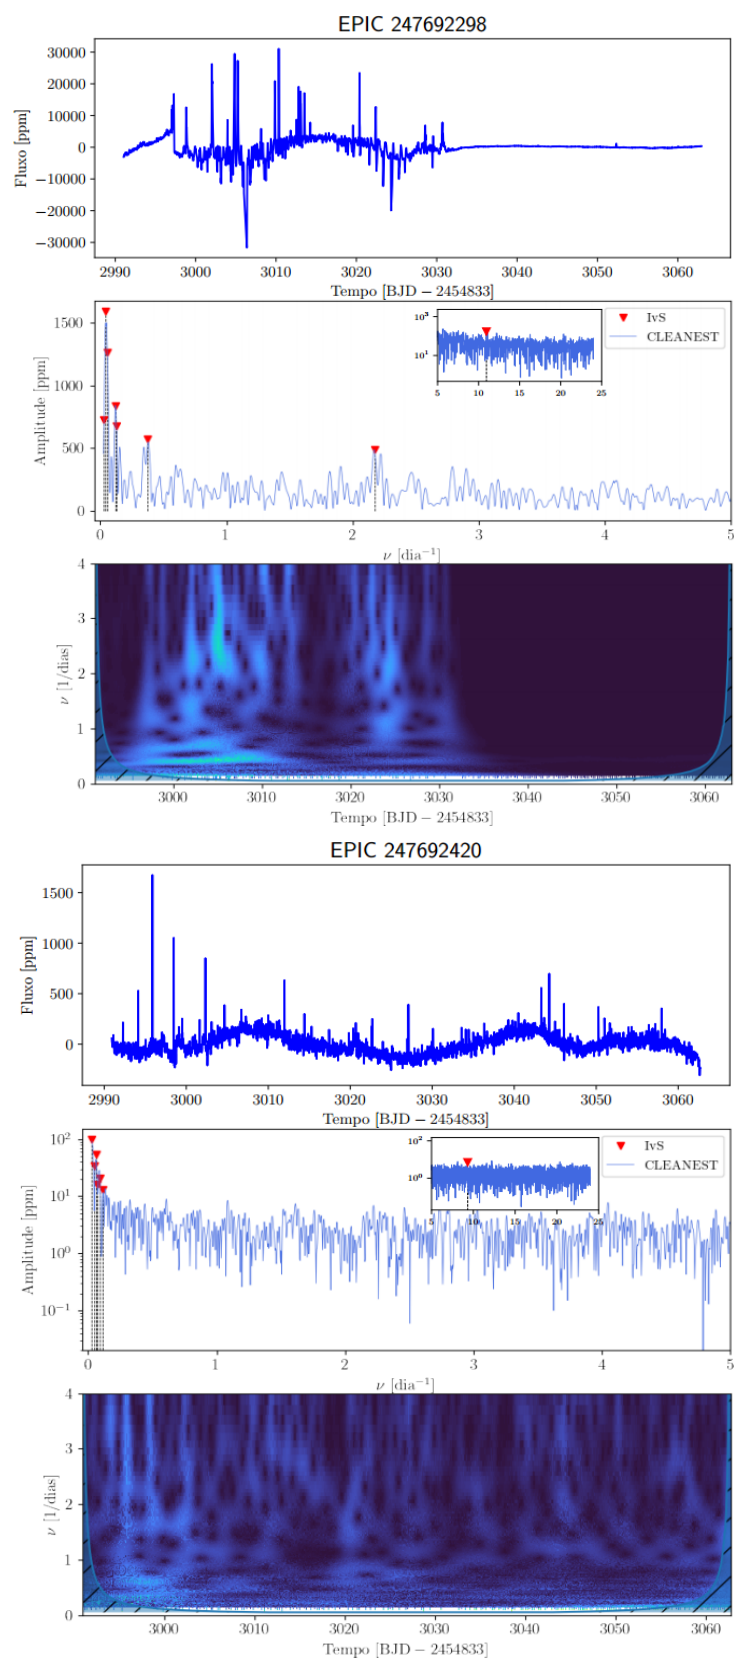 EPIC 247692298
30000
20000
10000
0
−10000
−20000
−30000
Fluxo [ppm]
2990 3000 3010 3020 3030 3040 3050 3060
Tempo [BJD − 2454833]
1500
1000
500
0
Amplitude [ppm]
10³
10¹
5 10 15 20 25
IvS
CLEANEST
0 1 2 3 4 5
ν [dia⁻¹]
4
3
2
1
0
ν [1/dias]
3000 3010 3020 3030 3040 3050 3060
Tempo [BJD − 2454833]
EPIC 247692420
1500
1000
500
0
Fluxo [ppm]
2990 3000 3010 3020 3030 3040 3050 3060
Tempo [BJD − 2454833]
10²
10¹
10⁰
10⁻¹
Amplitude [ppm]
10²
10⁰
5 10 15 20 25
IvS
CLEANEST
0 1 2 3 4 5
ν [dia⁻¹]
4
3
2
1
0
ν [1/dias]
3000 3010 3020 3030 3040 3050 3060
Tempo [BJD − 2454833]